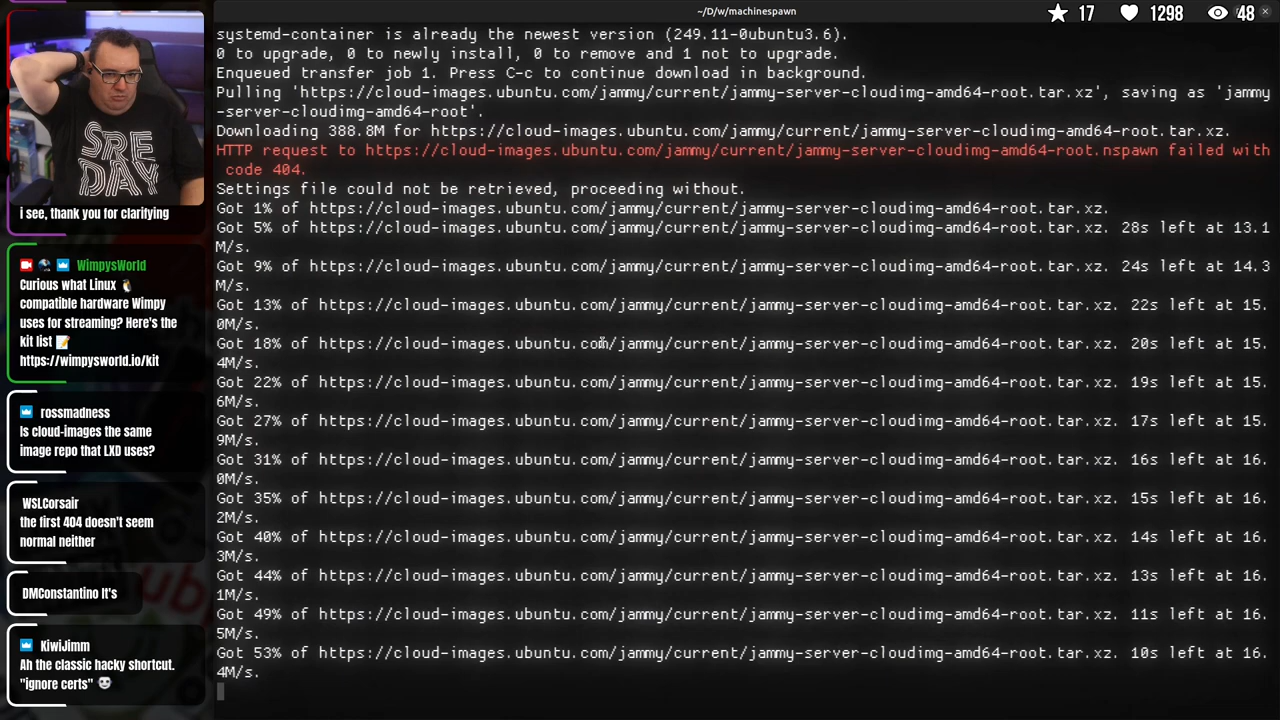 ~/D/w/machinespawn
17 1298 48
SRE
DAY
i see, thank you for clarifying
WimpysWorld
Curious what Linux 🐧
compatible hardware Wimpy
uses for streaming? Here's the
kit list 📝
https://wimpysworld.io/kit
rossmadness
Is cloud-images the same
image repo that LXD uses?
WSLCorsair
the first 404 doesn't seem
normal neither
DMConstantino It's
KiwiJimm
Ah the classic hacky shortcut.
"ignore certs" 💀
systemd-container is already the newest version (249.11-0ubuntu3.6).
0 to upgrade, 0 to newly install, 0 to remove and 1 not to upgrade.
Enqueued transfer job 1. Press C-c to continue download in background.
Pulling 'https://cloud-images.ubuntu.com/jammy/current/jammy-server-cloudimg-amd64-root.tar.xz', saving as 'jammy
-server-cloudimg-amd64-root'.
Downloading 388.8M for https://cloud-images.ubuntu.com/jammy/current/jammy-server-cloudimg-amd64-root.tar.xz.
HTTP request to https://cloud-images.ubuntu.com/jammy/current/jammy-server-cloudimg-amd64-root.nspawn failed with
code 404.
Settings file could not be retrieved, proceeding without.
Got 1% of https://cloud-images.ubuntu.com/jammy/current/jammy-server-cloudimg-amd64-root.tar.xz.
Got 5% of https://cloud-images.ubuntu.com/jammy/current/jammy-server-cloudimg-amd64-root.tar.xz. 28s left at 13.1
M/s.
Got 9% of https://cloud-images.ubuntu.com/jammy/current/jammy-server-cloudimg-amd64-root.tar.xz. 24s left at 14.3
M/s.
Got 13% of https://cloud-images.ubuntu.com/jammy/current/jammy-server-cloudimg-amd64-root.tar.xz. 22s left at 15.
0M/s.
Got 18% of https://cloud-images.ubuntu.com/jammy/current/jammy-server-cloudimg-amd64-root.tar.xz. 20s left at 15.
4M/s.
Got 22% of https://cloud-images.ubuntu.com/jammy/current/jammy-server-cloudimg-amd64-root.tar.xz. 19s left at 15.
6M/s.
Got 27% of https://cloud-images.ubuntu.com/jammy/current/jammy-server-cloudimg-amd64-root.tar.xz. 17s left at 15.
9M/s.
Got 31% of https://cloud-images.ubuntu.com/jammy/current/jammy-server-cloudimg-amd64-root.tar.xz. 16s left at 16.
0M/s.
Got 35% of https://cloud-images.ubuntu.com/jammy/current/jammy-server-cloudimg-amd64-root.tar.xz. 15s left at 16.
2M/s.
Got 40% of https://cloud-images.ubuntu.com/jammy/current/jammy-server-cloudimg-amd64-root.tar.xz. 14s left at 16.
3M/s.
Got 44% of https://cloud-images.ubuntu.com/jammy/current/jammy-server-cloudimg-amd64-root.tar.xz. 13s left at 16.
1M/s.
Got 49% of https://cloud-images.ubuntu.com/jammy/current/jammy-server-cloudimg-amd64-root.tar.xz. 11s left at 16.
5M/s.
Got 53% of https://cloud-images.ubuntu.com/jammy/current/jammy-server-cloudimg-amd64-root.tar.xz. 10s left at 16.
4M/s.